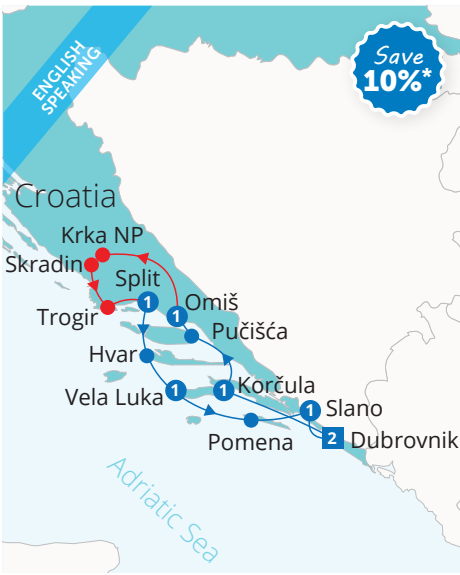 ENGLISH
SPEAKING
Save
10%*
Croatia
Krka NP
Skradin
Split
1
Omiš
1
Trogir
Pučišća
Hvar
Korčula
1
Vela Luka
1
Slano
1
Pomena
2
Dubrovnik
Adriatic Sea